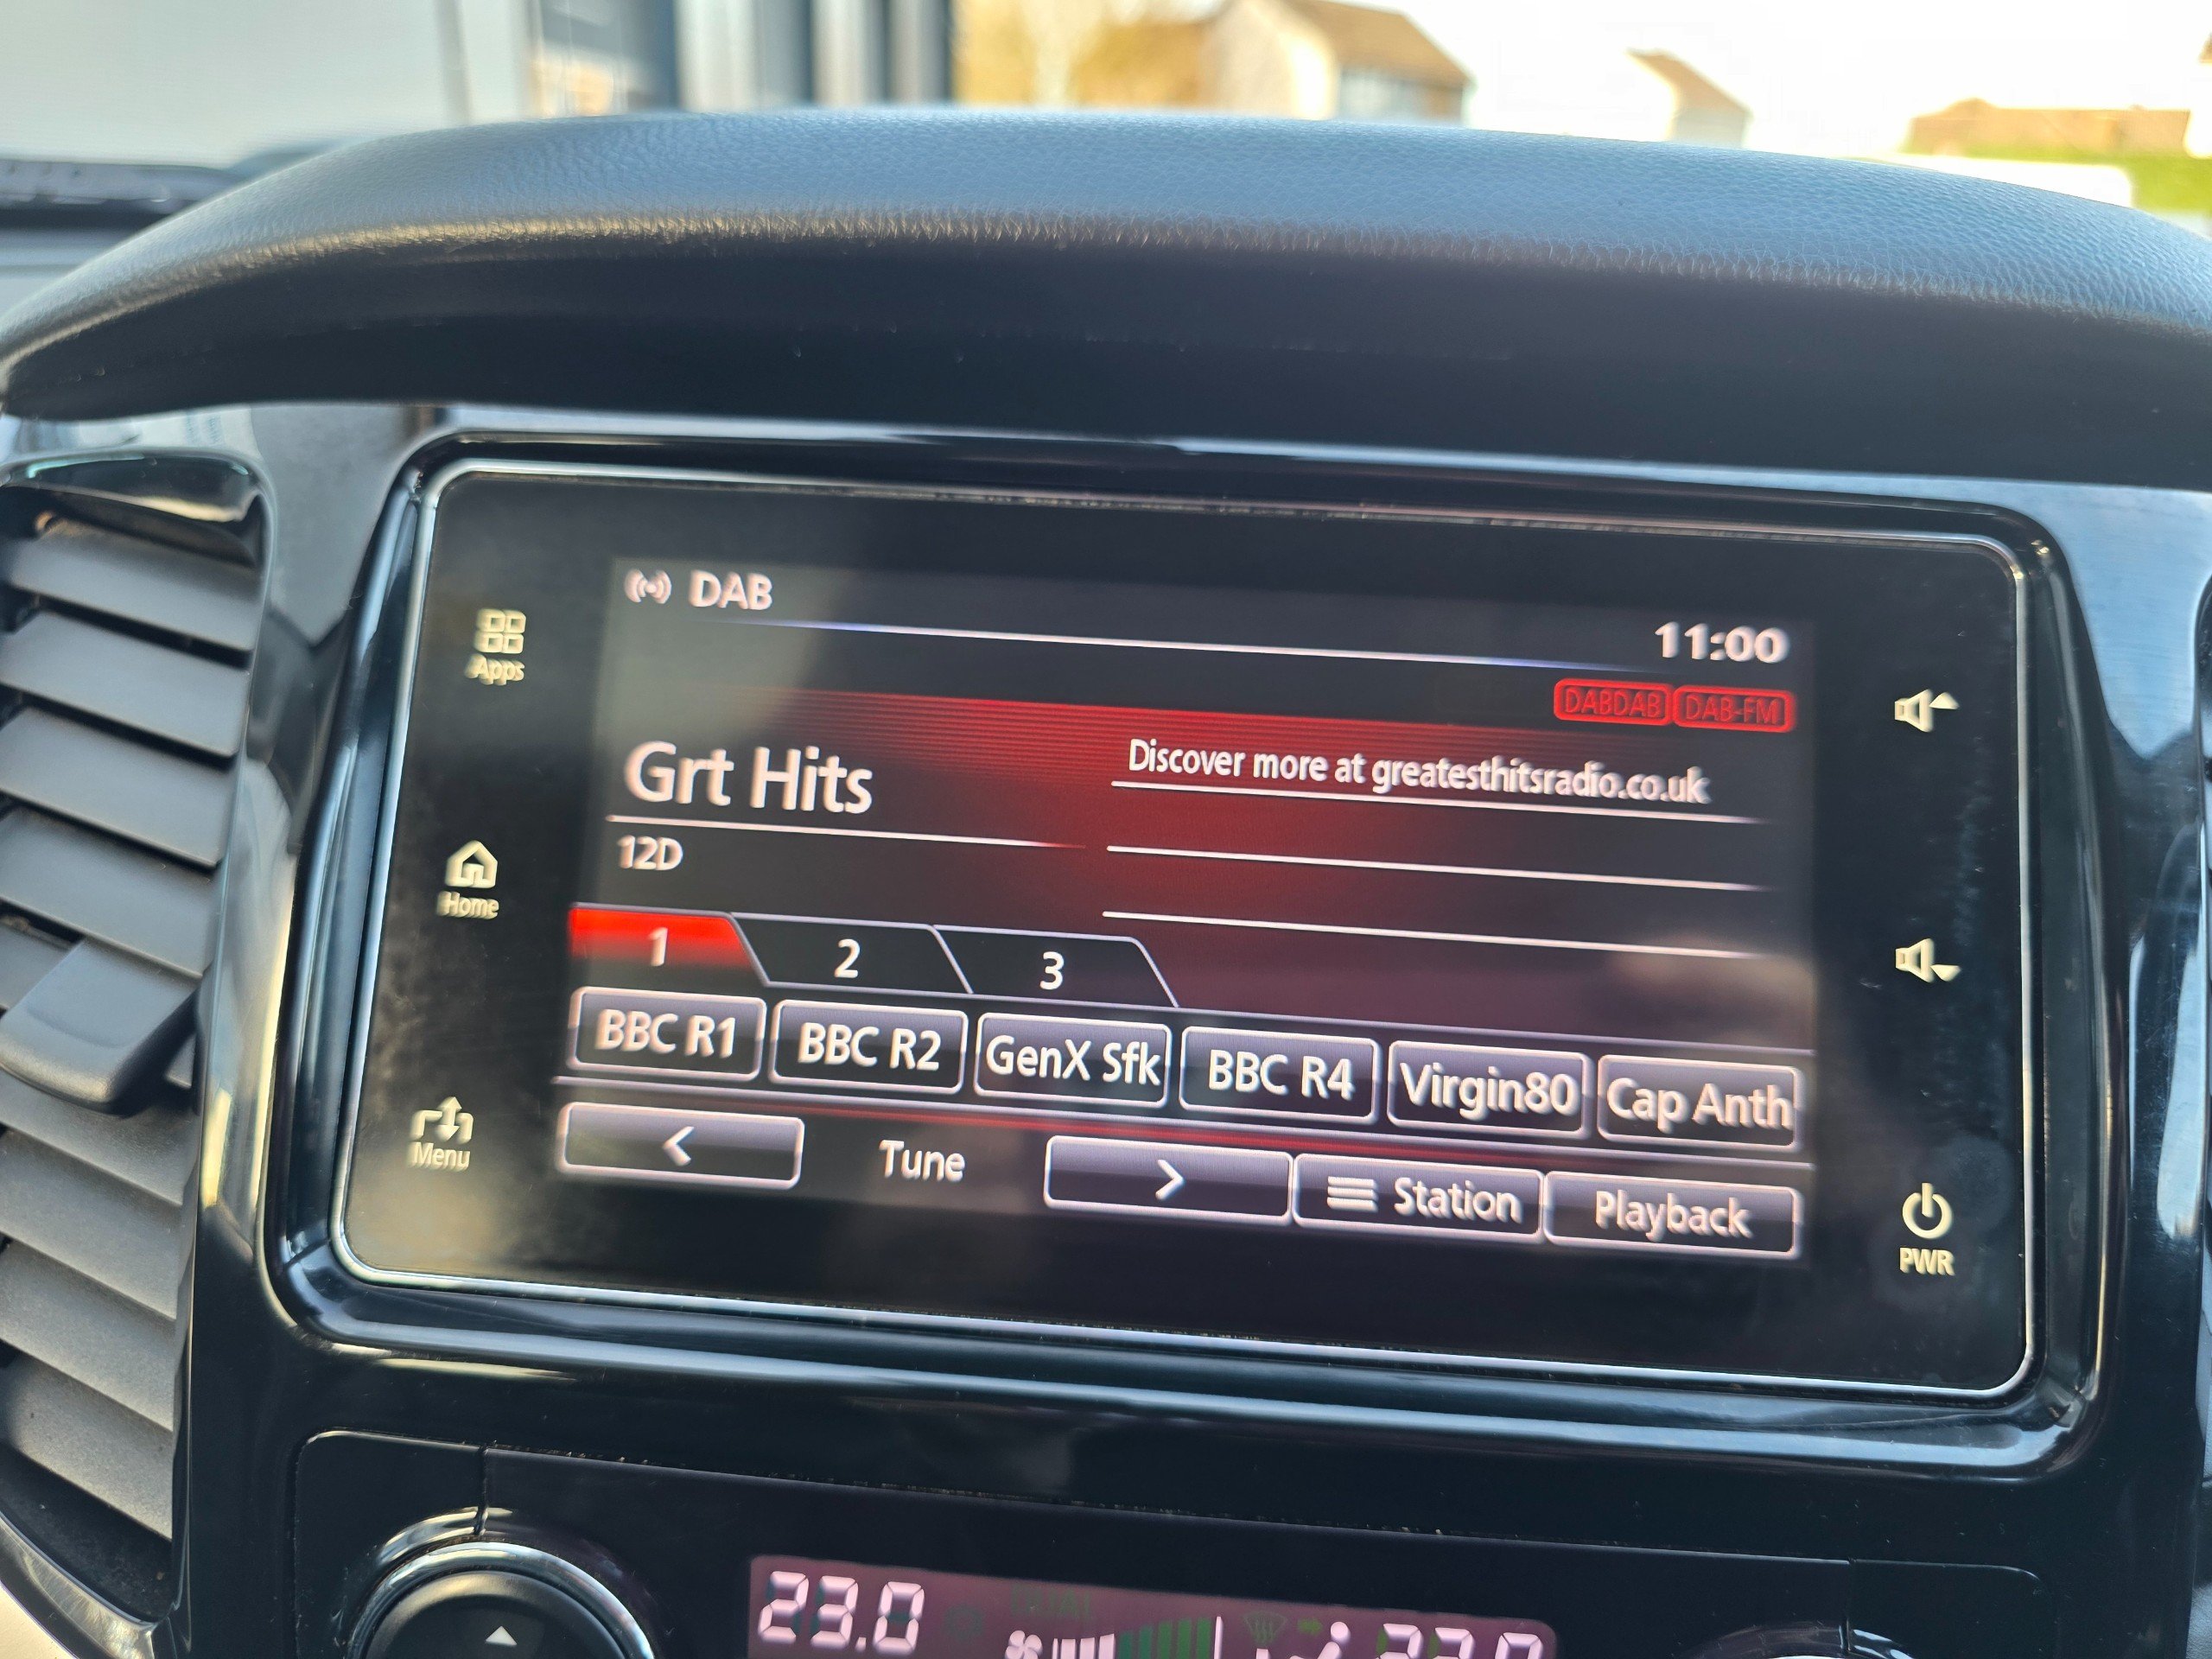 DAB
11:00
Apps
DABDAB DAB-FM
Grt Hits
Discover more at greatesthitsradio.co.uk
12D
Home
1 2 3
BBC R1 BBC R2 GenX Sfk BBC R4 Virgin80 Cap Anth
Menu
< Tune > Station Playback
PWR
23.0 DUAL